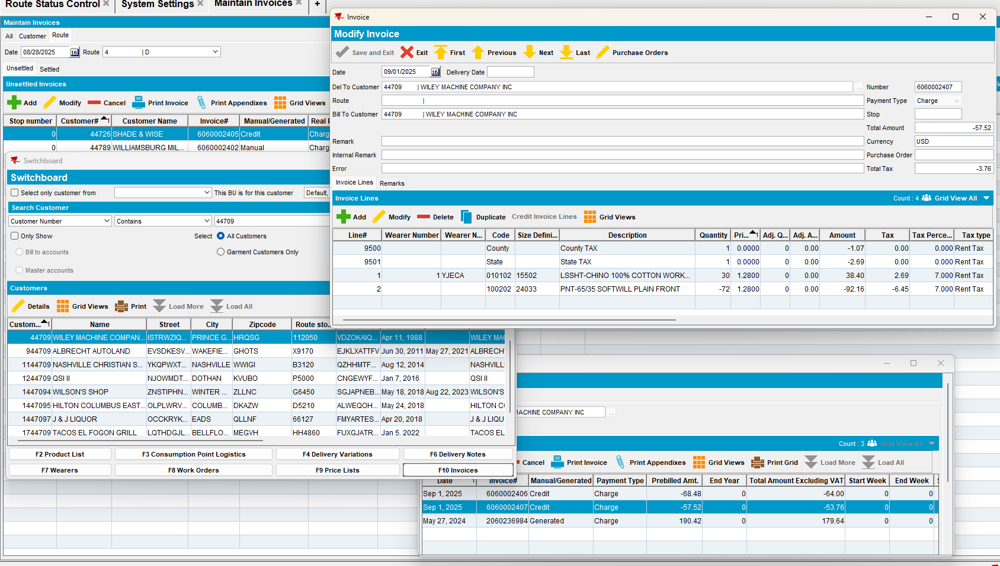 Route Status Control System Settings Maintain Invoices +
Maintain Invoices
All Customer Route
Date 08/28/2025 16 Route 4 | D
Unsettled Settled
Unsettled Invoices
Add Modify Cancel Print Invoice Print Appendixes Grid Views
Stop number Customer# 1 Customer Name Invoice# Manual/Generated Real
0 44726 SHADE & WISE 6060002405 Credit Charg
0 44789 WILLIAMSBURG MIL... 6060002402 Manual Charg
Switchboard
Switchboard
Select only customer from This BU is for this customer Default,
Search Customer
Customer Number Contains 44709
Only Show Select All Customers
Bill to accounts Garment Customers Only
Master accounts
Customers
Details Grid Views Print Load More Load All
Custom... 1 Name Street City Zipcode Route sto...
44709 WILEY MACHINE COMPAN... ISTRWZIQ... PRINCE G... HRQSG 112050 VDZOKAIQ... Apr 11, 1988 WILEY MA
944709 ALBRECHT AUTOLAND EVSDKESV... WAKEFIE... GHOTS X9170 EJKLXATTFV Jun 30, 2011 May 27, 2021 ALBRECH
1144709 NASHVILLE CHRISTIAN S... YKQPWXT... NASHVILLE WWIGI B3120 QZHHMTF... Aug 12, 2014 NASHVILL
1244709 QSI II NJOWMDT... DOTHAN KVUBO P5000 CNGEWYF... Jan 7, 2016 QSI II
1447094 WILSON'S SHOP ZNSTIPHN... WINTER ... ZLLNC G6450 SGJAPNEB... May 18, 2018 Aug 22, 2023 WILSON'S
1447095 HILTON COLUMBUS EAST... OLPLWRV... COLUMB... DKAZW D5210 ALWEQOH... May 24, 2018 HILTON C
1447097 J & J LIQUOR OCCKRYK... EADS QLLNF 66127 FMYARTES... Apr 20, 2018 J & J LIQU
1744709 TACOS EL FOGON GRILL LQTHDGJL... BELLFLO... MEGVH HH4860 FUXGJATR... Jan 5, 2022 TACOS EL
F2 Product List F3 Consumption Point Logistics F4 Delivery Variations F6 Delivery Notes
F7 Wearers F8 Work Orders F9 Price Lists F10 Invoices
Invoice
Modify Invoice
Save and Exit Exit First Previous Next Last Purchase Orders
Date 09/01/2025 16 Delivery Date
Del To Customer 44709 | WILEY MACHINE COMPANY INC ... Number 6060002407
Route | Payment Type Charge
Bill To Customer 44709 | WILEY MACHINE COMPANY INC Stop
Total Amount -57.52
Remark Currency USD
Internal Remark Purchase Order
Error Total Tax -3.76
Invoice Lines Remarks
Invoice Lines Count : 4 Grid View All
Add Modify Delete Duplicate Credit Invoice Lines Grid Views
Line# Wearer Number Wearer N... Code Size Defini... Description Quantity Pri... 1 Adj. Q... Adj. A... Amount Tax Tax Perce... Tax type
9500 County County TAX 1 0.0000 0 0.00 -1.07 0.00 0.000 Rent Tax
9501 State State TAX 1 0.0000 0 0.00 -2.69 0.00 0.000 Rent Tax
1 1 YJECA 010102 15502 LSSHT-CHINO 100% COTTON WORK... 30 1.2800 0 0.00 38.40 2.69 7.000 Rent Tax
2 100202 24033 PNT-65/35 SOFTWILL PLAIN FRONT -72 1.2800 0 0.00 -92.16 -6.45 7.000 Rent Tax
MACHINE COMPANY INC ...
Count : 3 Grid View All
Cancel Print Invoice Print Appendixes Grid Views Print Grid Load More Load All
Date 1 Invoice# Manual/Generated Payment Type Prebilled Amt. End Year Total Amount Excluding VAT Start Week End Week
Sep 1, 2025 6060002406 Credit Charge -68.48 0 -64.00 0 0
Sep 1, 2025 6060002407 Credit Charge -57.52 0 -53.76 0 0
May 27, 2024 2060236984 Generated Charge 190.42 0 179.64 0 0